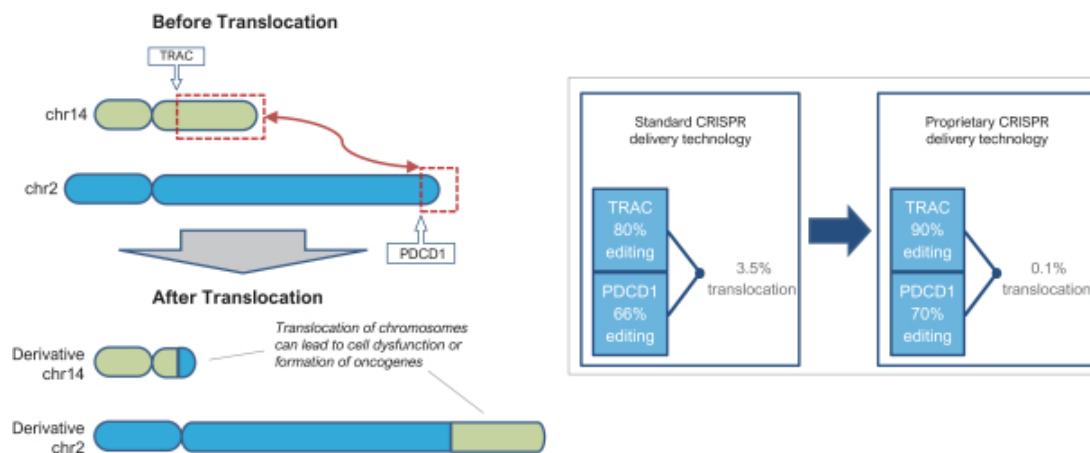 Before Translocation
TRAC
chr14
chr2
PDCD1
After Translocation
Translocation of chromosomes
can lead to cell dysfunction or
formation of oncogenes
Derivative
chr14
Derivative
chr2
Standard CRISPR
delivery technology
TRAC
80%
editing
PDCD1
66%
editing
3.5%
translocation
Proprietary CRISPR
delivery technology
TRAC
90%
editing
PDCD1
70%
editing
0.1%
translocation